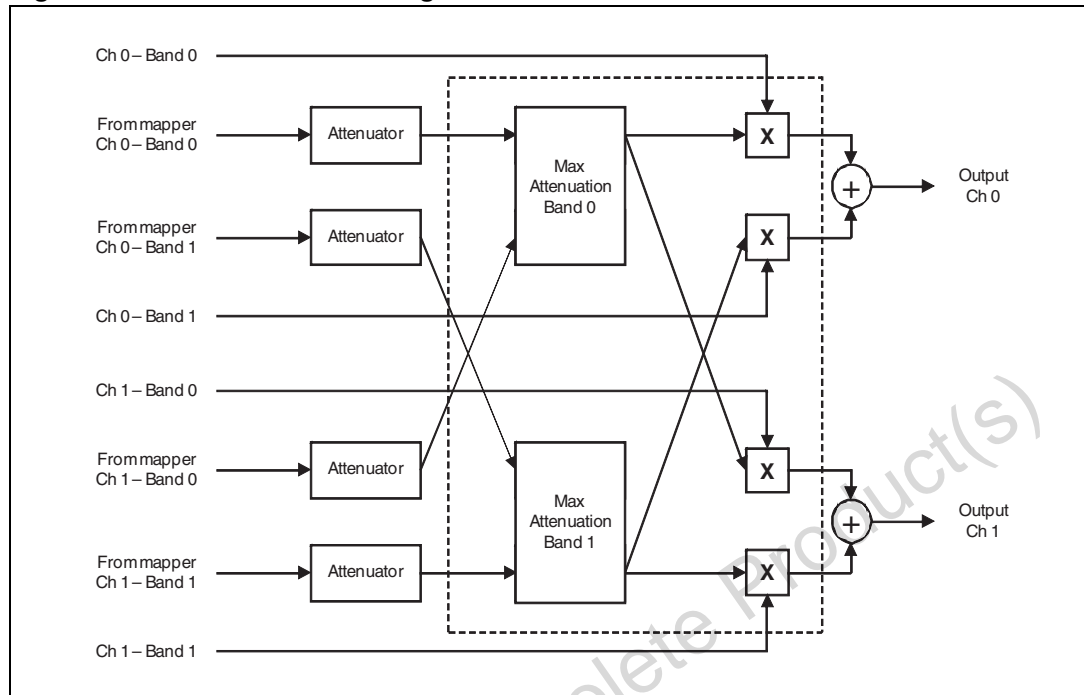 Ch 0 – Band 0
From mapper
Ch 0 – Band 0
Attenuator
Max
Attenuation
Band 0
X
From mapper
Ch 0 – Band 1
Attenuator
X
+
Output
Ch 0
Ch 0 – Band 1
Ch 1 – Band 0
From mapper
Ch 1 – Band 0
Attenuator
Max
Attenuation
Band 1
X
From mapper
Ch 1 – Band 1
Attenuator
X
+
Output
Ch 1
Ch 1 – Band 1
Product(s)